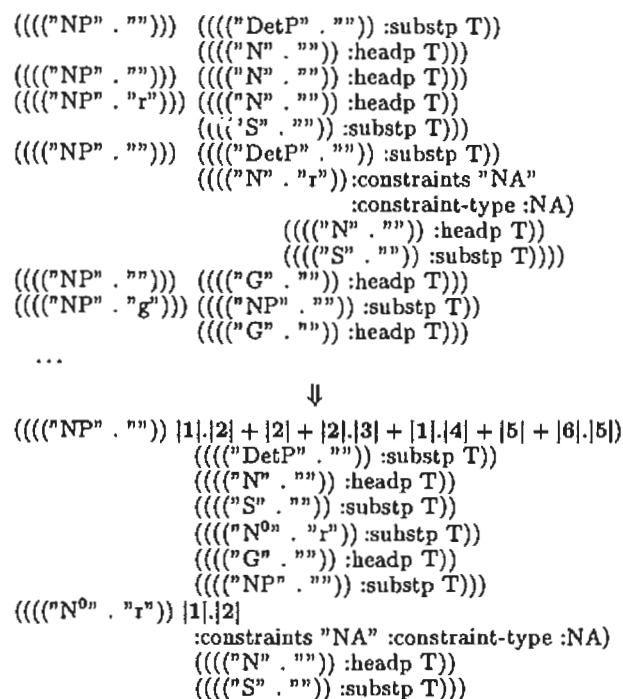 (((("NP" . ""))) (((("DetP" . "")) :substp T))
(((("N" . "")) :headp T)))
(((("NP" . ""))) (((("N" . "")) :headp T)))
(((("NP" . "r"))) (((("N" . "")) :headp T))
(((('S" . "")) :substp T)))
(((("NP" . ""))) (((("DetP" . "")) :substp T))
(((("N" . "r")) :constraints "NA"
:constraint-type :NA)
(((("N" . "")) :headp T))
(((("S" . "")) :substp T))))
(((("NP" . ""))) (((("G" . "")) :headp T)))
(((("NP" . "g"))) (((("NP" . "")) :substp T))
(((("G" . "")) :headp T)))
...
⇓
(((("NP" . "")) |1|.|2| + |2| + |2|.|3| + |1|.|4| + |5| + |6|.|5|)
(((("DetP" . "")) :substp T))
(((("N" . "")) :headp T))
(((("S" . "")) :substp T))
(((("N⁰" . "r")) :substp T))
(((("G" . "")) :headp T))
(((("NP" . "")) :substp T)))
(((("N⁰" . "r")) |1|.|2|
:constraints "NA" :constraint-type :NA)
(((("N" . "")) :headp T))
(((("S" . "")) :substp T)))